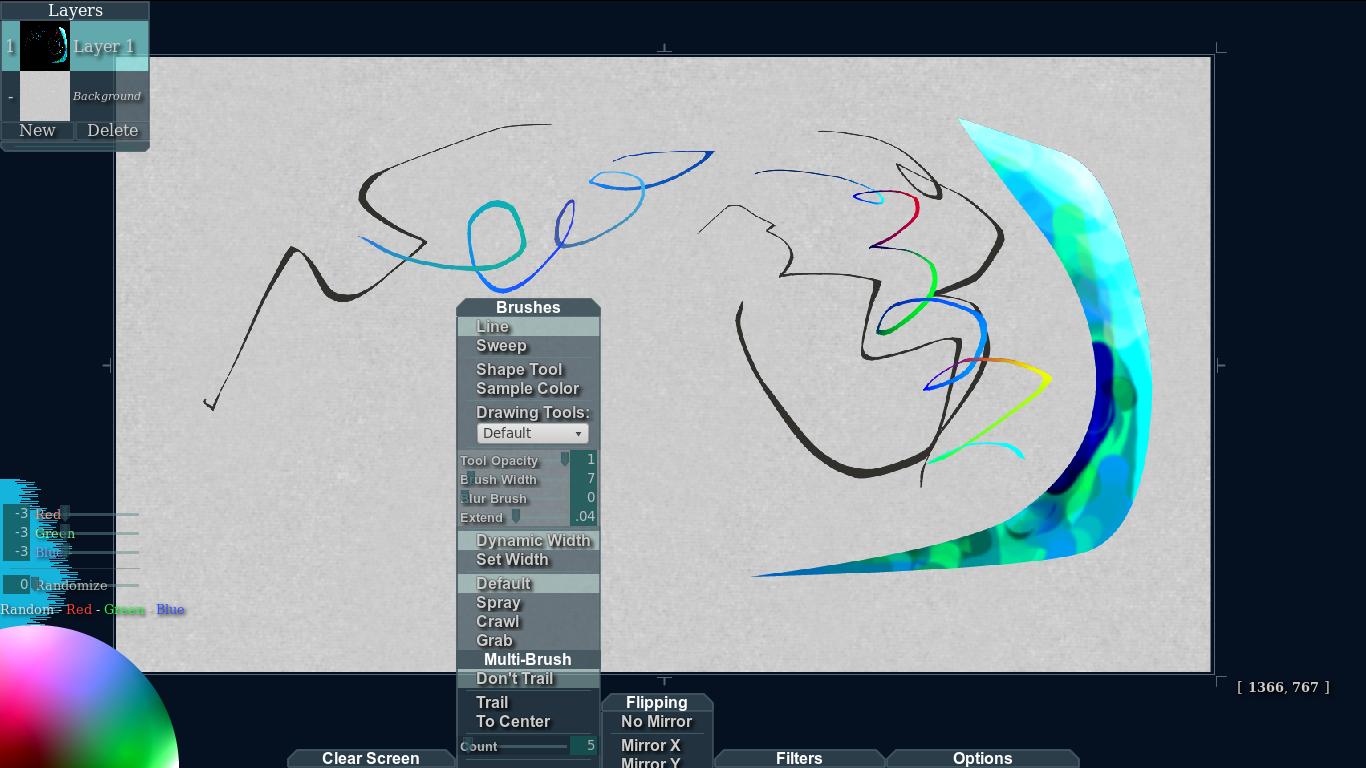 Layers
1 Layer 1
- Background
New Delete
Brushes
Line
Sweep
Shape Tool
Sample Color
Drawing Tools:
Default
Tool Opacity 1
Brush Width 7
Blur Brush 0
Extend .04
Dynamic Width
Set Width
Default
Spray
Crawl
Grab
Multi-Brush
Don't Trail
Trail
To Center
Count 5
-3 Red
-3 Green
-3 Blue
0 Randomize
Random - Red - Green - Blue
Flipping
No Mirror
Mirror X
Mirror Y
[ 1366, 767 ]
Clear Screen
Filters
Options